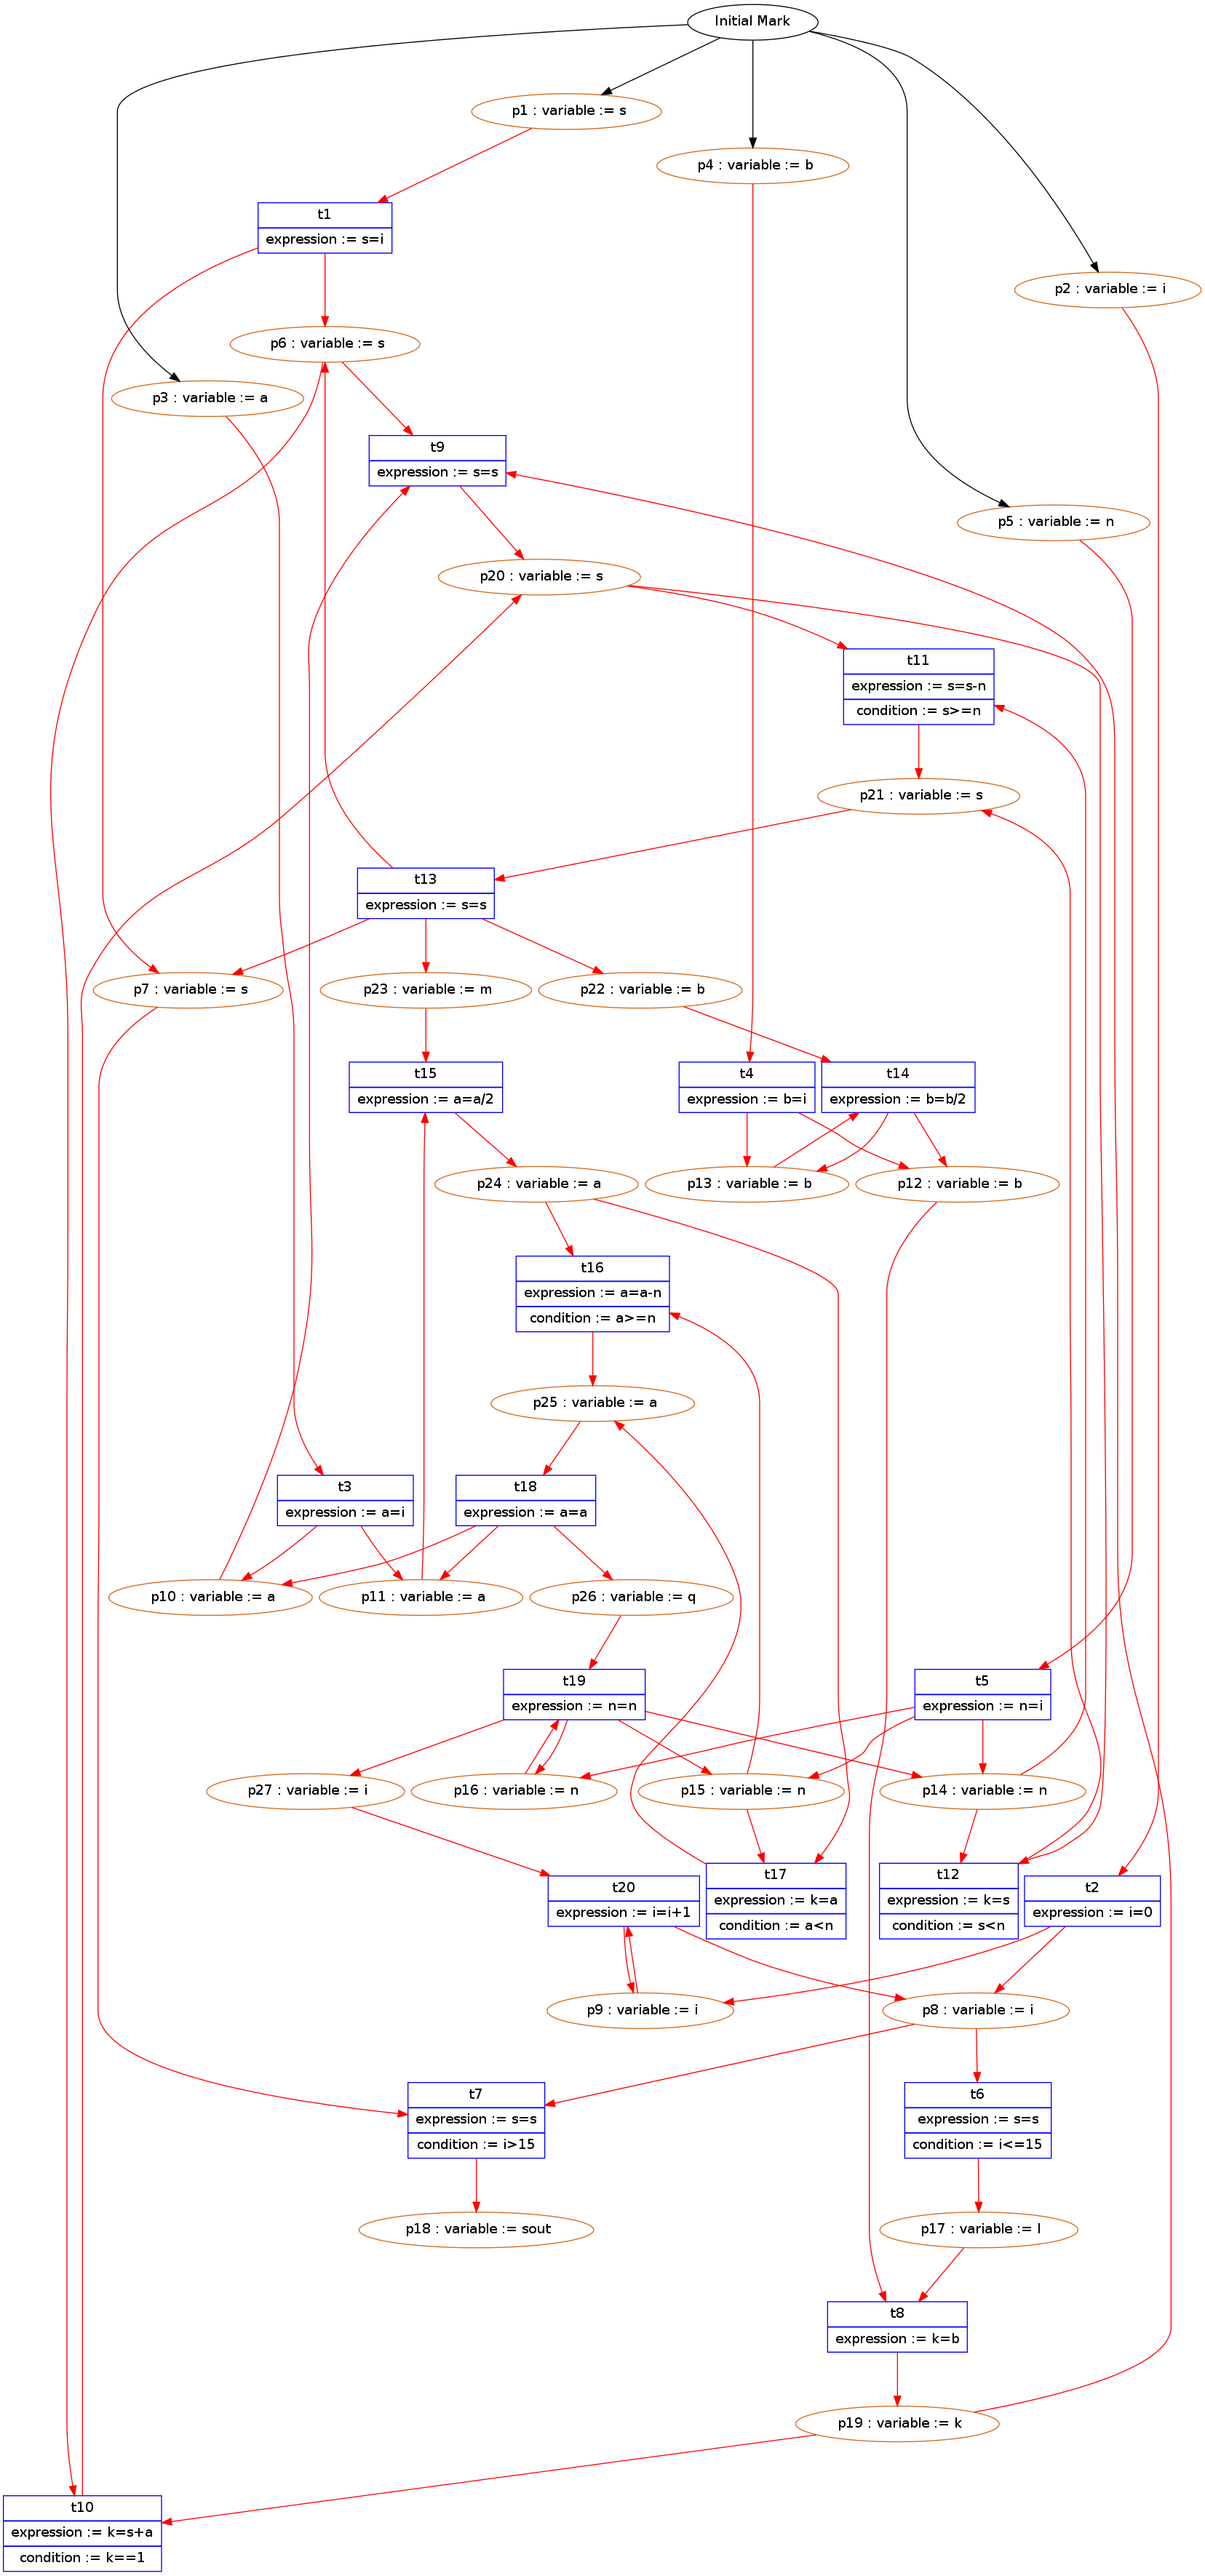 Initial Mark
p1 : variable := s
p4 : variable := b
t1
expression := s=i
p2 : variable := i
p6 : variable := s
p3 : variable := a
t9
expression := s=s
p5 : variable := n
p20 : variable := s
t11
expression := s=s-n
condition := s>=n
p21 : variable := s
t13
expression := s=s
p7 : variable := s
p23 : variable := m
p22 : variable := b
t15
expression := a=a/2
t4
expression := b=i
t14
expression := b=b/2
p24 : variable := a
p13 : variable := b
p12 : variable := b
t16
expression := a=a-n
condition := a>=n
p25 : variable := a
t3
expression := a=i
t18
expression := a=a
p10 : variable := a
p11 : variable := a
p26 : variable := q
t19
expression := n=n
t5
expression := n=i
p27 : variable := i
p16 : variable := n
p15 : variable := n
p14 : variable := n
t20
expression := i=i+1
t17
expression := k=a
condition := a<n
t12
expression := k=s
condition := s<n
t2
expression := i=0
p9 : variable := i
p8 : variable := i
t7
expression := s=s
condition := i>15
t6
expression := s=s
condition := i<=15
p18 : variable := sout
p17 : variable := l
t8
expression := k=b
p19 : variable := k
t10
expression := k=s+a
condition := k==1